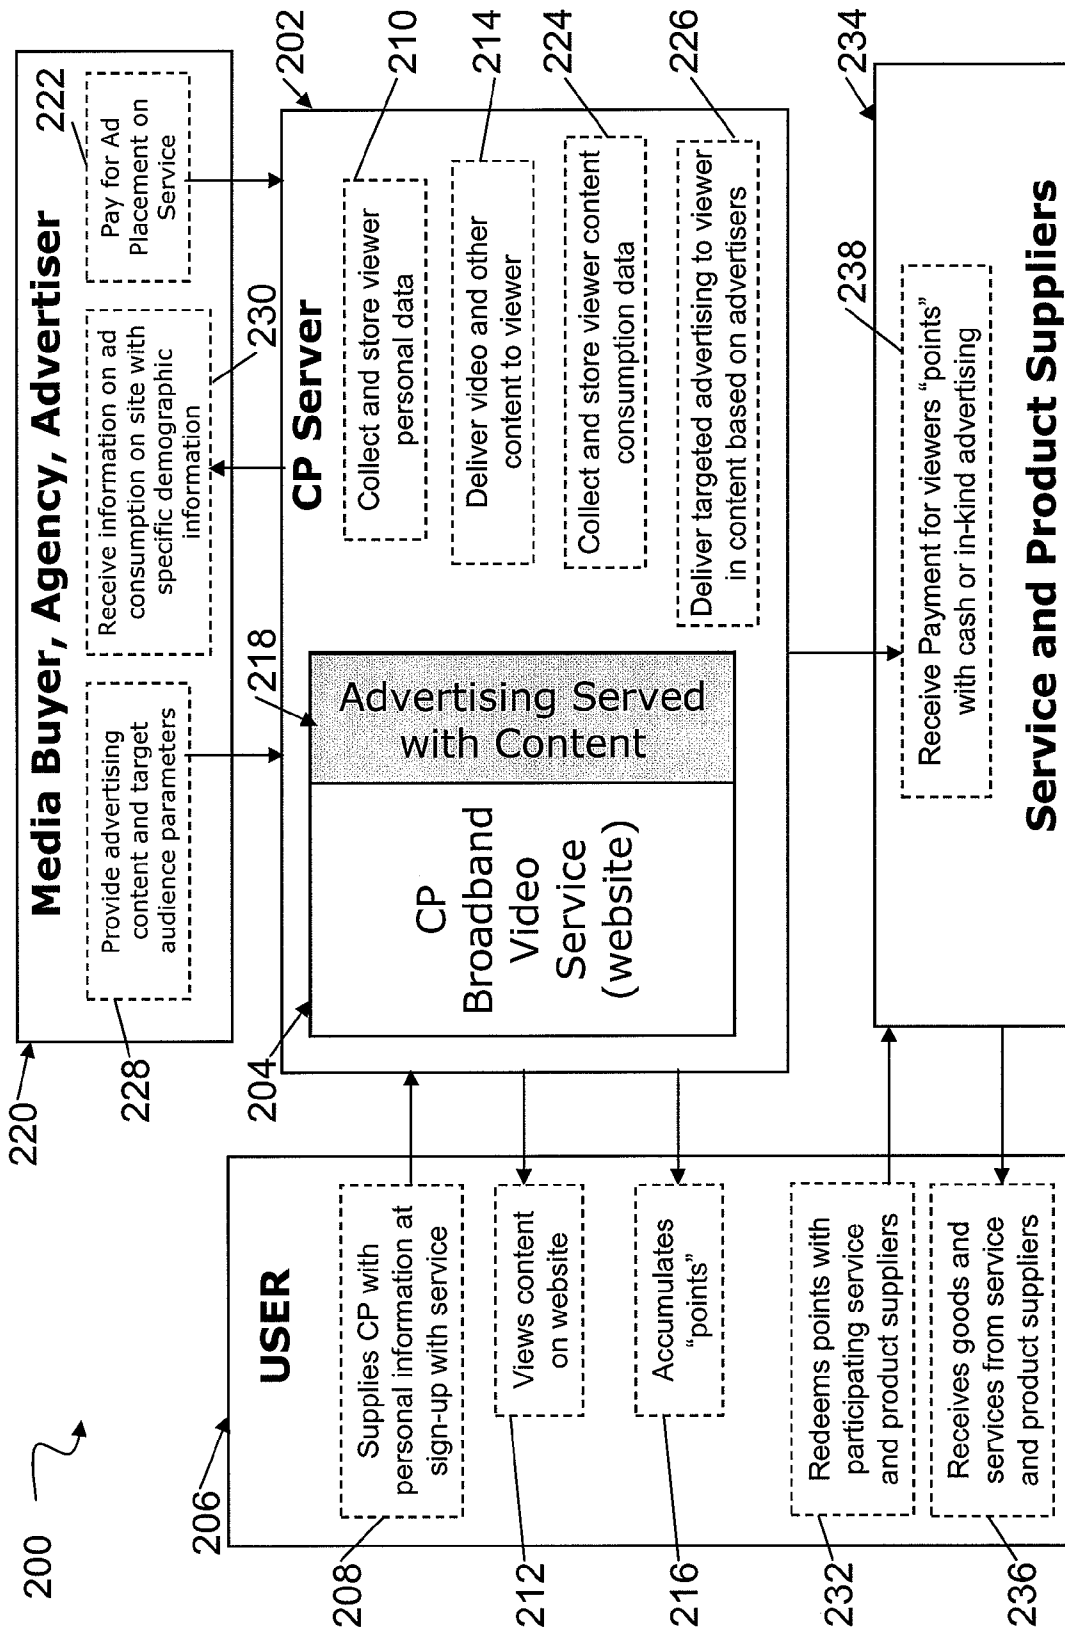 200
220
Media Buyer, Agency, Advertiser
228
Provide advertising
content and target
audience parameters
Receive information on ad
consumption on site with
specific demographic
information
230
222
Pay for Ad
Placement on
Service
206
USER
208
Supplies CP with
personal information at
sign-up with service
212
Views content
on website
216
Accumulates
“points”
232
Redeems points with
participating service
and product suppliers
236
Receives goods and
services from service
and product suppliers
204
CP
Broadband
Video
Service
(website)
218
Advertising Served
with Content
CP Server
202
Collect and store viewer
personal data
210
Deliver video and other
content to viewer
214
Collect and store viewer content
consumption data
224
Deliver targeted advertising to viewer
in content based on advertisers
226
234
238
Receive Payment for viewers “points”
with cash or in-kind advertising
Service and Product Suppliers